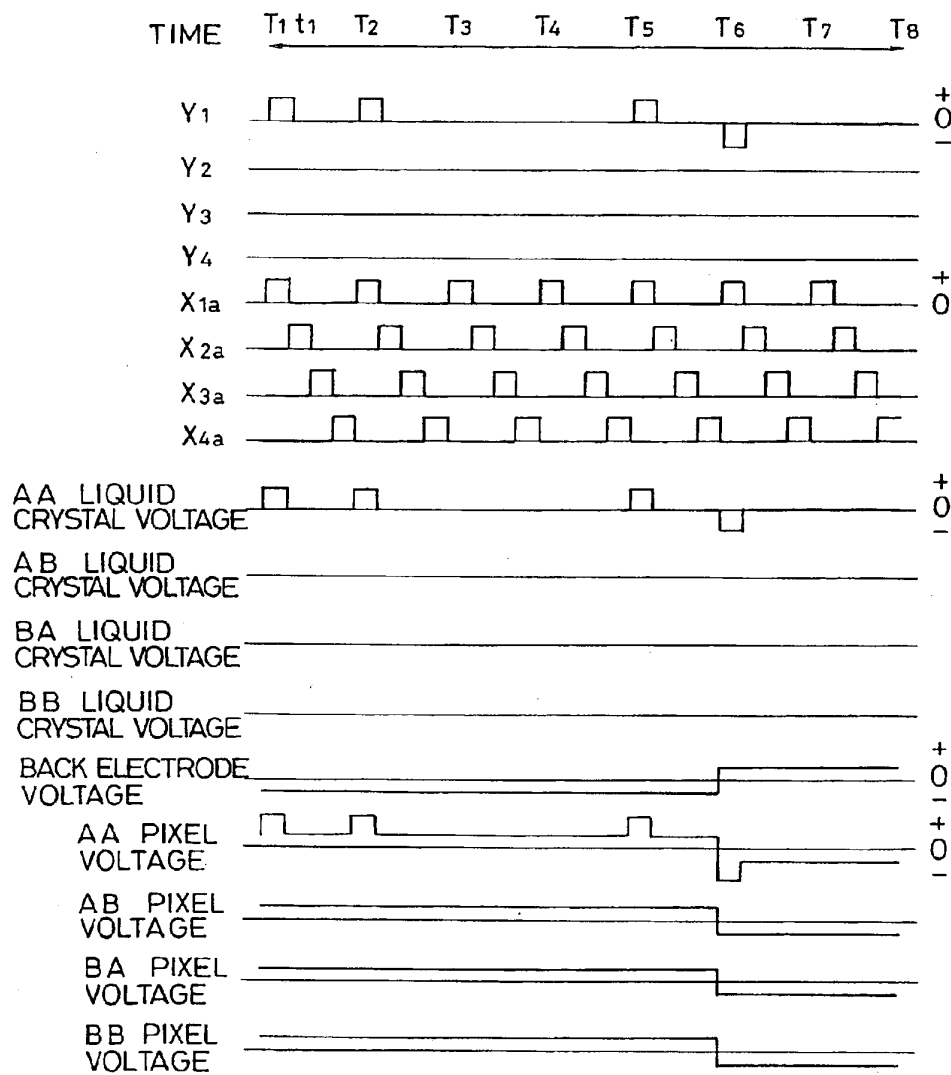 TIME T1 t1 T2 T3 T4 T5 T6 T7 T8
Y1 + 0 −
Y2
Y3
Y4
X1a + 0
X2a
X3a
X4a
AA LIQUID
CRYSTAL VOLTAGE + 0 −
AB LIQUID
CRYSTAL VOLTAGE
BA LIQUID
CRYSTAL VOLTAGE
BB LIQUID
CRYSTAL VOLTAGE
BACK ELECTRODE
VOLTAGE + 0 −
AA PIXEL
VOLTAGE + 0 −
AB PIXEL
VOLTAGE
BA PIXEL
VOLTAGE
BB PIXEL
VOLTAGE